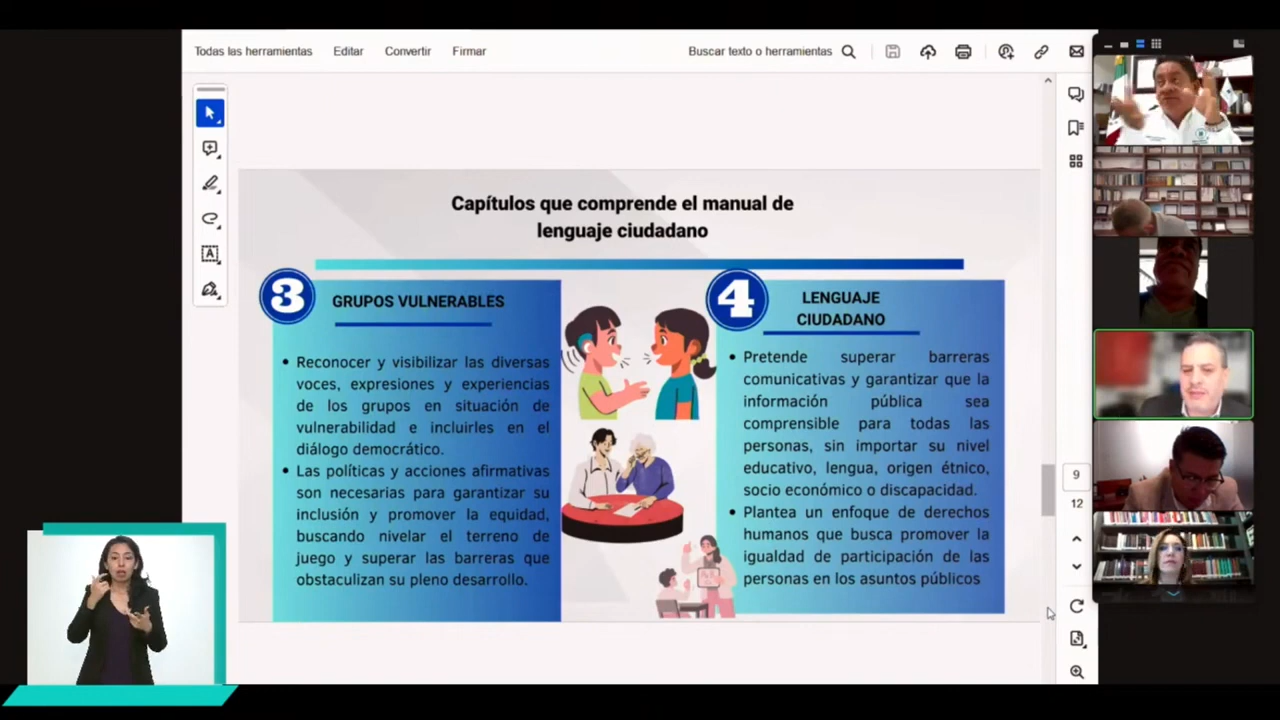 Todas las herramientas Editar Convertir Firmar Buscar texto o herramientas
Capítulos que comprende el manual de
lenguaje ciudadano
3
GRUPOS VULNERABLES
• Reconocer y visibilizar las diversas
voces, expresiones y experiencias
de los grupos en situación de
vulnerabilidad e incluirles en el
diálogo democrático.
• Las políticas y acciones afirmativas
son necesarias para garantizar su
inclusión y promover la equidad,
buscando nivelar el terreno de
juego y superar las barreras que
obstaculizan su pleno desarrollo.
4
LENGUAJE
CIUDADANO
• Pretende superar barreras
comunicativas y garantizar que la
información pública sea
comprensible para todas las
personas, sin importar su nivel
educativo, lengua, origen étnico,
socio económico o discapacidad.
• Plantea un enfoque de derechos
humanos que busca promover la
igualdad de participación de las
personas en los asuntos públicos
9
12